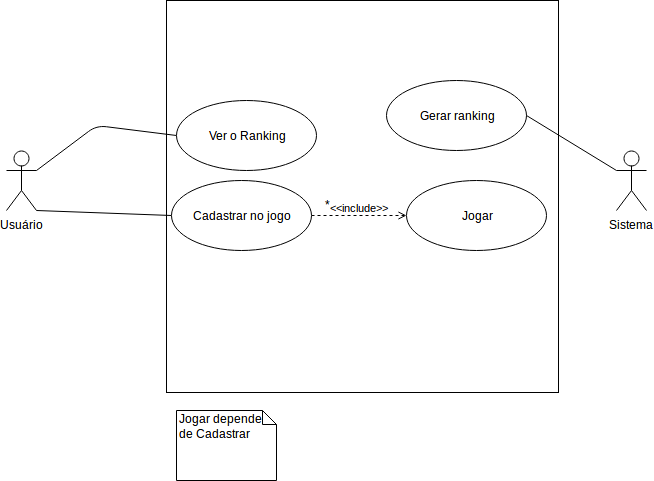 Ver o Ranking
Gerar ranking
Cadastrar no jogo
*<<include>>
Jogar
Usuário
Sistema
Jogar depende
de Cadastrar